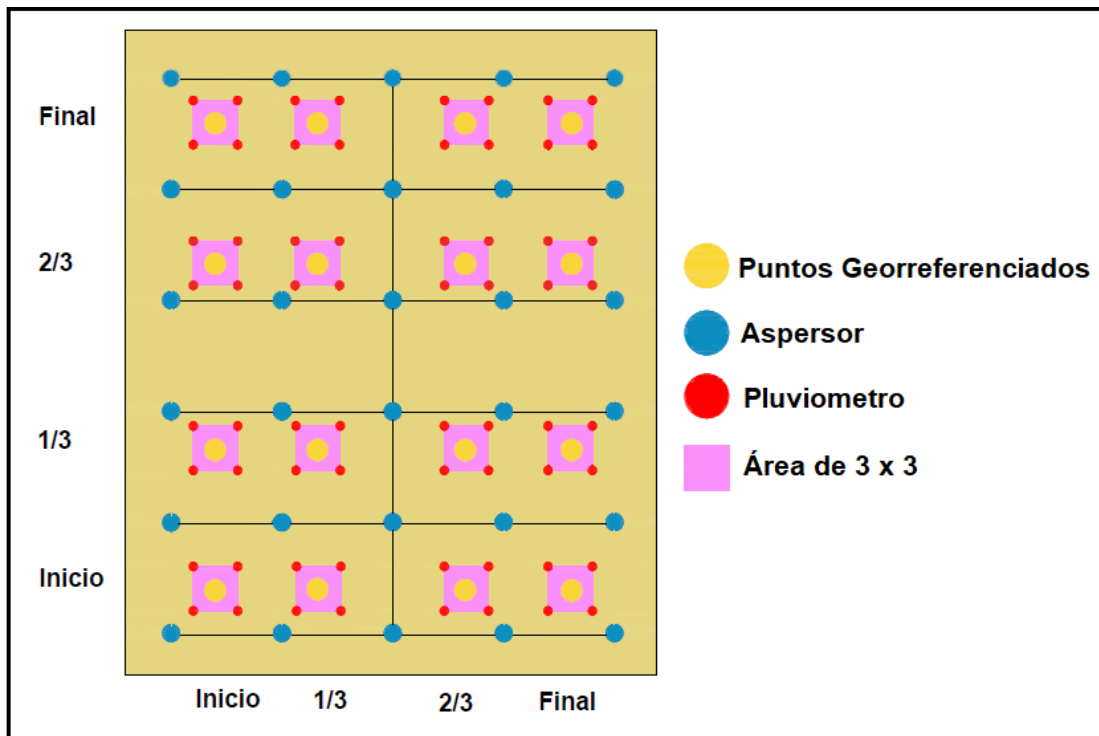 Final
2/3
1/3
Inicio
Inicio 1/3 2/3 Final
Puntos Georreferenciados
Aspersor
Pluviometro
Área de 3 x 3